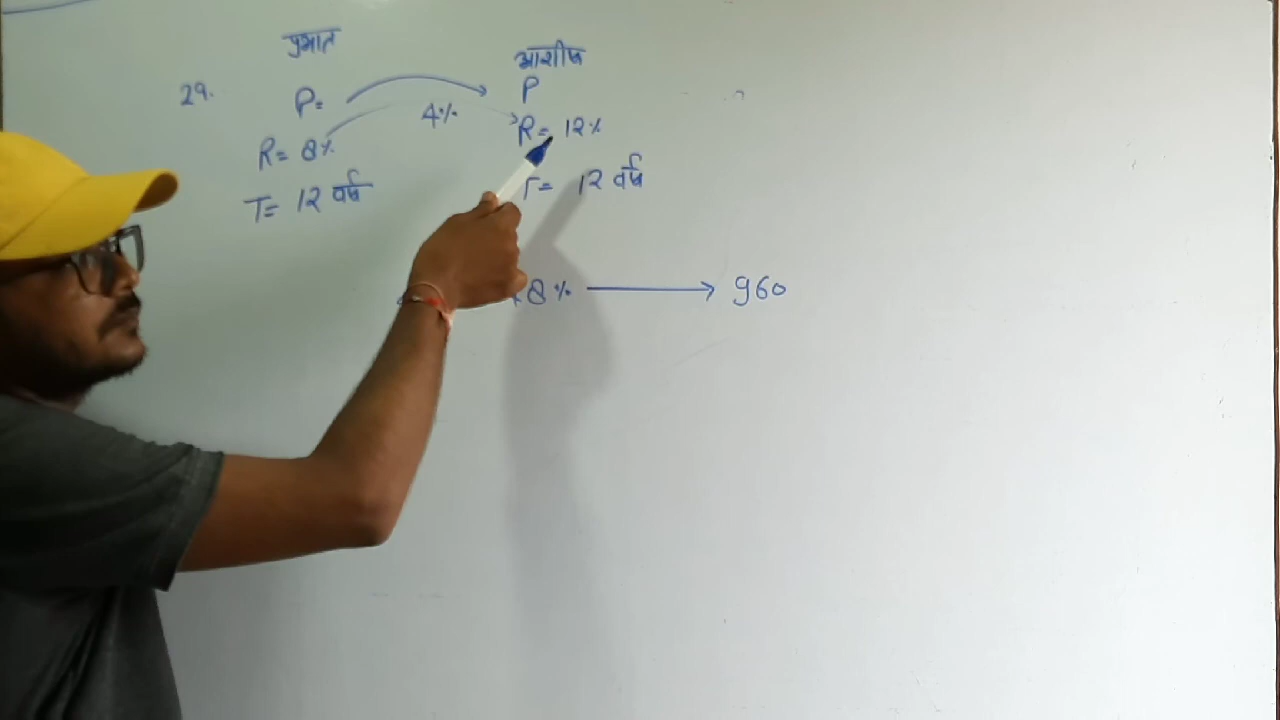 प्रभात
आशीष
29.
P=
P
4%
R= 8%
R= 12%
T= 12 वर्ष
T= 12 वर्ष
8% → 960